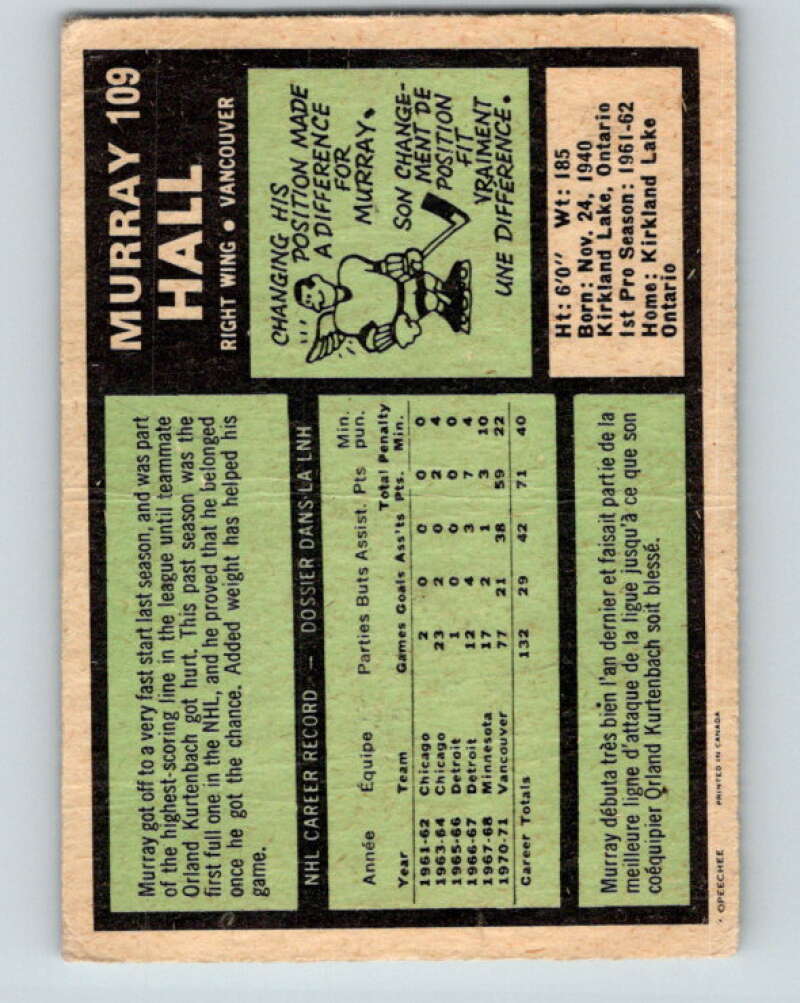 MURRAY 109
HALL
RIGHT WING • VANCOUVER
Murray got off to a very fast start last season, and was part
of the highest-scoring line in the league until teammate
Orland Kurtenbach got hurt. This past season was the
first full one in the NHL, and he proved that he belonged
once he got the chance. Added weight has helped his
game.
CHANGING HIS
POSITION MADE
A DIFFERENCE
FOR
MURRAY.
SON CHANGE-
MENT DE
POSITION
FIT
VRAIMENT
UNE DIFFÉRENCE.
NHL CAREER RECORD — DOSSIER DANS LA LNH
Année Équipe Parties Buts Assist. Pts Min. pun.
Year Team Games Goals Ass'ts Total Pts. Penalty Min.
1961-62 Chicago 2 0 0 0 0
1963-64 Chicago 23 2 0 2 4
1965-66 Detroit 1 0 0 0 0
1966-67 Detroit 12 4 3 7 4
1967-68 Minnesota 17 2 1 3 10
1970-71 Vancouver 77 21 38 59 22
Career Totals 132 29 42 71 40
Ht: 6'0" Wt: 185
Born: Nov. 24, 1940
Kirkland Lake, Ontario
1st Pro Season: 1961-62
Home: Kirkland Lake
Ontario
Murray débuta très bien l'an dernier et faisait partie de la
meilleure ligne d'attaque de la ligue jusqu'à ce que son
coéquipier Orland Kurtenbach soit blessé.
• OPEECHEE PRINTED IN CANADA